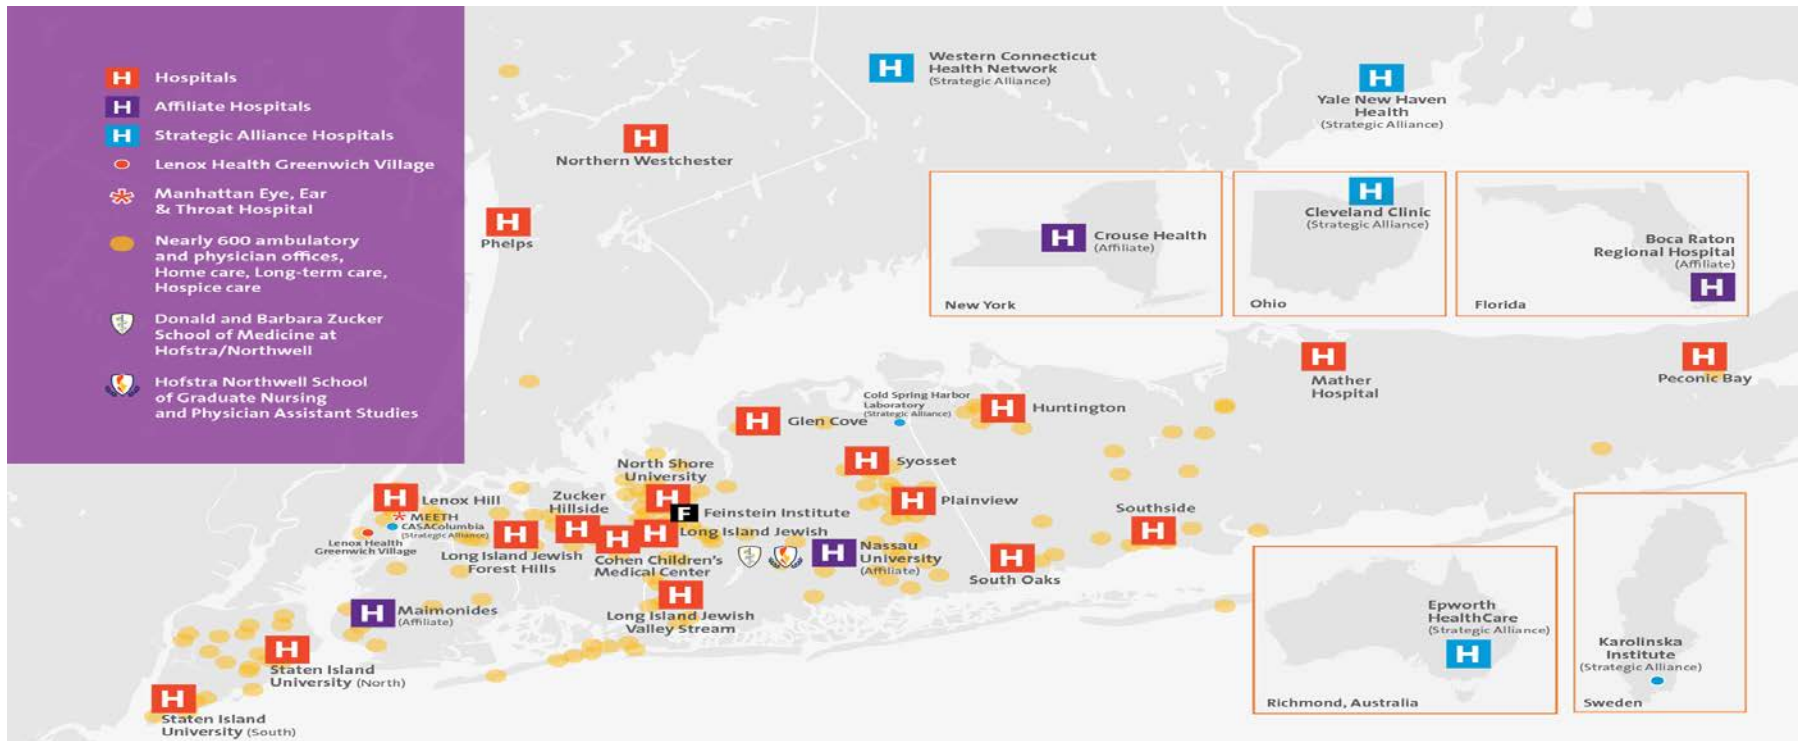 H Hospitals
H Affiliate Hospitals
H Strategic Alliance Hospitals
Lenox Health Greenwich Village
Manhattan Eye, Ear
& Throat Hospital
Nearly 600 ambulatory
and physician offices,
Home care, Long-term care,
Hospice care
Donald and Barbara Zucker
School of Medicine at
Hofstra/Northwell
Hofstra Northwell School
of Graduate Nursing
and Physician Assistant Studies
H
Western Connecticut
Health Network
(Strategic Alliance)
H
Yale New Haven
Health
(Strategic Alliance)
H
Northern Westchester
H
Phelps
H
Crouse Health
(Affiliate)
New York
H
Cleveland Clinic
(Strategic Alliance)
Ohio
Boca Raton
Regional Hospital
(Affiliate)
H
Florida
H
Mather
Hospital
H
Peconic Bay
H
Glen Cove
Cold Spring Harbor
Laboratory
(Strategic Alliance)
H
Huntington
H
Syosset
North Shore
University
H
H
Lenox Hill
MEETH
CASAColumbia
(Strategic Alliance)
Lenox Health
Greenwich Village
Zucker
Hillside
H
F
Feinstein Institute
H
Plainview
Southside
H
H
Long Island Jewish
Forest Hills
H
Cohen Children's
Medical Center
H
Long Island Jewish
H
Nassau
University
(Affiliate)
H
South Oaks
H
Long Island Jewish
Valley Stream
H
Maimonides
(Affiliate)
H
Staten Island
University (North)
H
Staten Island
University (South)
Epworth
HealthCare
(Strategic Alliance)
H
Richmond, Australia
Karolinska
Institute
(Strategic Alliance)
Sweden